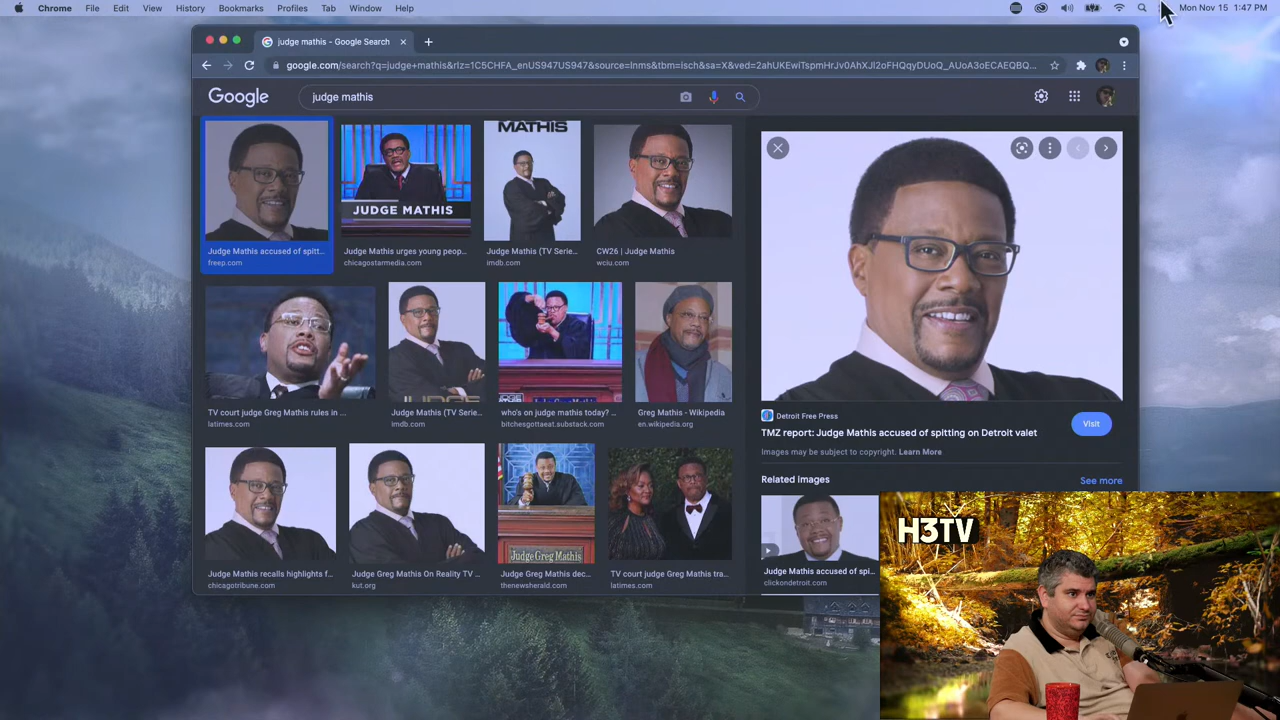 Chrome File Edit View History Bookmarks Profiles Tab Window Help
Mon Nov 15 1:47 PM
judge mathis - Google Search
google.com/search?q=judge+mathis&rlz=1C5CHFA_enUS947US947&source=lnms&tbm=isch&sa=X&ved=2ahUKEwiTspmHrJv0AhXJl2oFHQqyDUoQ_AUoA3oECAEQBQ...
Google
judge mathis
JUDGE MATHIS
MATHIS
Judge Mathis accused of spitt...
freep.com
Judge Mathis urges young peop...
chicagostarmedia.com
Judge Mathis (TV Serie...
imdb.com
CW26 | Judge Mathis
wciu.com
TV court judge Greg Mathis rules in ...
latimes.com
Judge Mathis (TV Serie...
imdb.com
who's on judge mathis today? ...
bitchesgottaeat.substack.com
Greg Mathis - Wikipedia
en.wikipedia.org
Judge Greg Mathis
Judge Mathis recalls highlights f...
chicagotribune.com
Judge Greg Mathis On Reality TV ...
kut.org
Judge Greg Mathis dec...
thenewsherald.com
TV court judge Greg Mathis tra...
latimes.com
Detroit Free Press
TMZ report: Judge Mathis accused of spitting on Detroit valet
Visit
Images may be subject to copyright. Learn More
Related images
See more
Judge Mathis accused of spi...
clickondetroit.com
H3TV